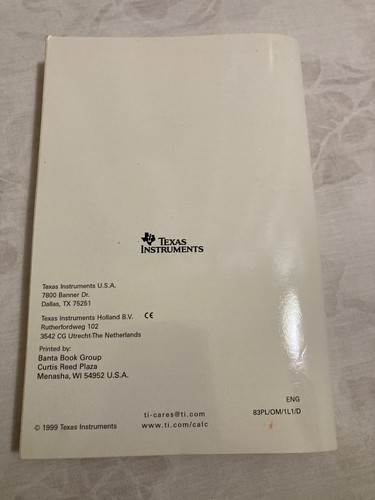 TEXAS
INSTRUMENTS
Texas Instruments U.S.A.
7800 Banner Dr.
Dallas, TX 75251
Texas Instruments Holland B.V. CE
Rutherfordweg 102
3542 CG Utrecht-The Netherlands
Printed by:
Banta Book Group
Curtis Reed Plaza
Menasha, WI 54952 U.S.A.
ENG
ti-cares@ti.com 83PL/OM/1L1/D
© 1999 Texas Instruments www.ti.com/calc